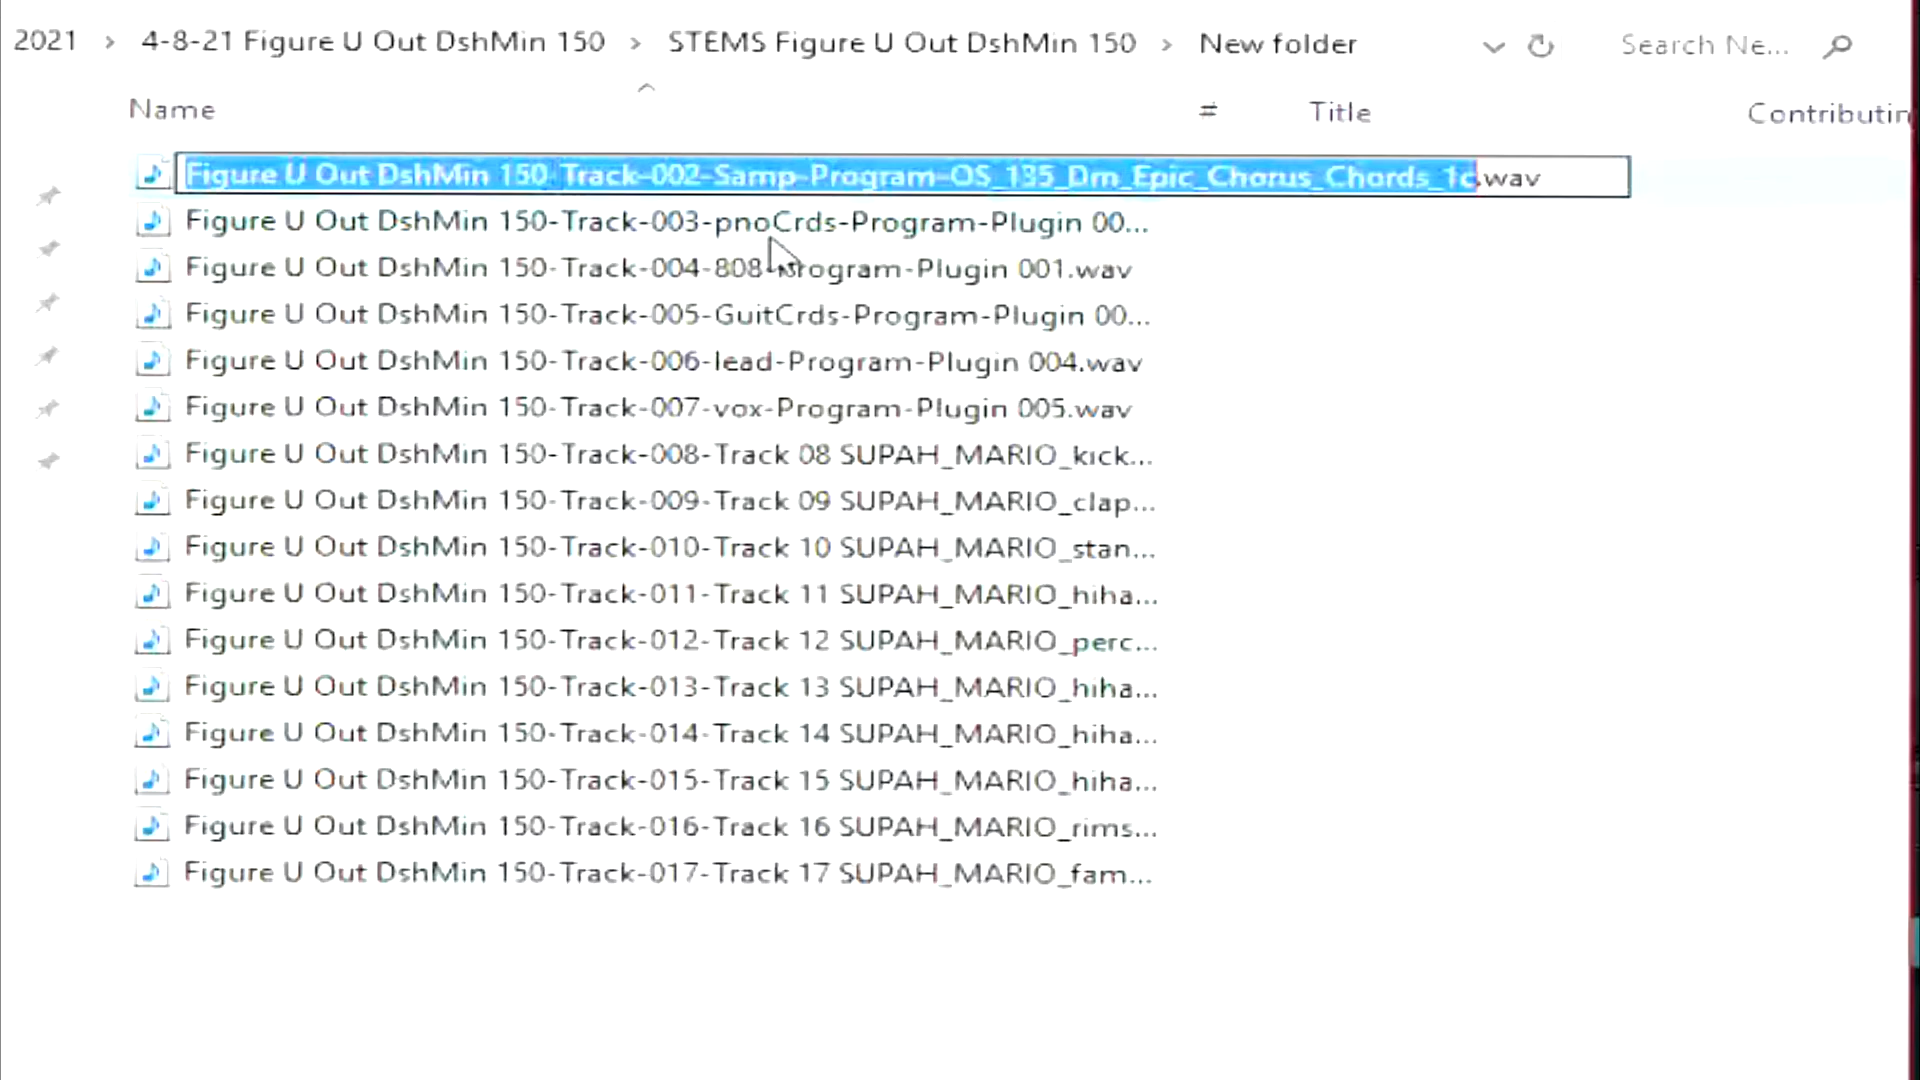 2021 > 4-8-21 Figure U Out DshMin 150 > STEMS Figure U Out DshMin 150 > New folder Search Ne...
Name # Title Contributin
Figure U Out DshMin 150-Track-002-Samp-Program-OS_135_Dm_Epic_Chorus_Chords_1c.wav
Figure U Out DshMin 150-Track-003-pnoCrds-Program-Plugin 00...
Figure U Out DshMin 150-Track-004-808-Program-Plugin 001.wav
Figure U Out DshMin 150-Track-005-GuitCrds-Program-Plugin 00...
Figure U Out DshMin 150-Track-006-lead-Program-Plugin 004.wav
Figure U Out DshMin 150-Track-007-vox-Program-Plugin 005.wav
Figure U Out DshMin 150-Track-008-Track 08 SUPAH_MARIO_kick...
Figure U Out DshMin 150-Track-009-Track 09 SUPAH_MARIO_clap...
Figure U Out DshMin 150-Track-010-Track 10 SUPAH_MARIO_stan...
Figure U Out DshMin 150-Track-011-Track 11 SUPAH_MARIO_hiha...
Figure U Out DshMin 150-Track-012-Track 12 SUPAH_MARIO_perc...
Figure U Out DshMin 150-Track-013-Track 13 SUPAH_MARIO_hiha...
Figure U Out DshMin 150-Track-014-Track 14 SUPAH_MARIO_hiha...
Figure U Out DshMin 150-Track-015-Track 15 SUPAH_MARIO_hiha...
Figure U Out DshMin 150-Track-016-Track 16 SUPAH_MARIO_rims...
Figure U Out DshMin 150-Track-017-Track 17 SUPAH_MARIO_fam...